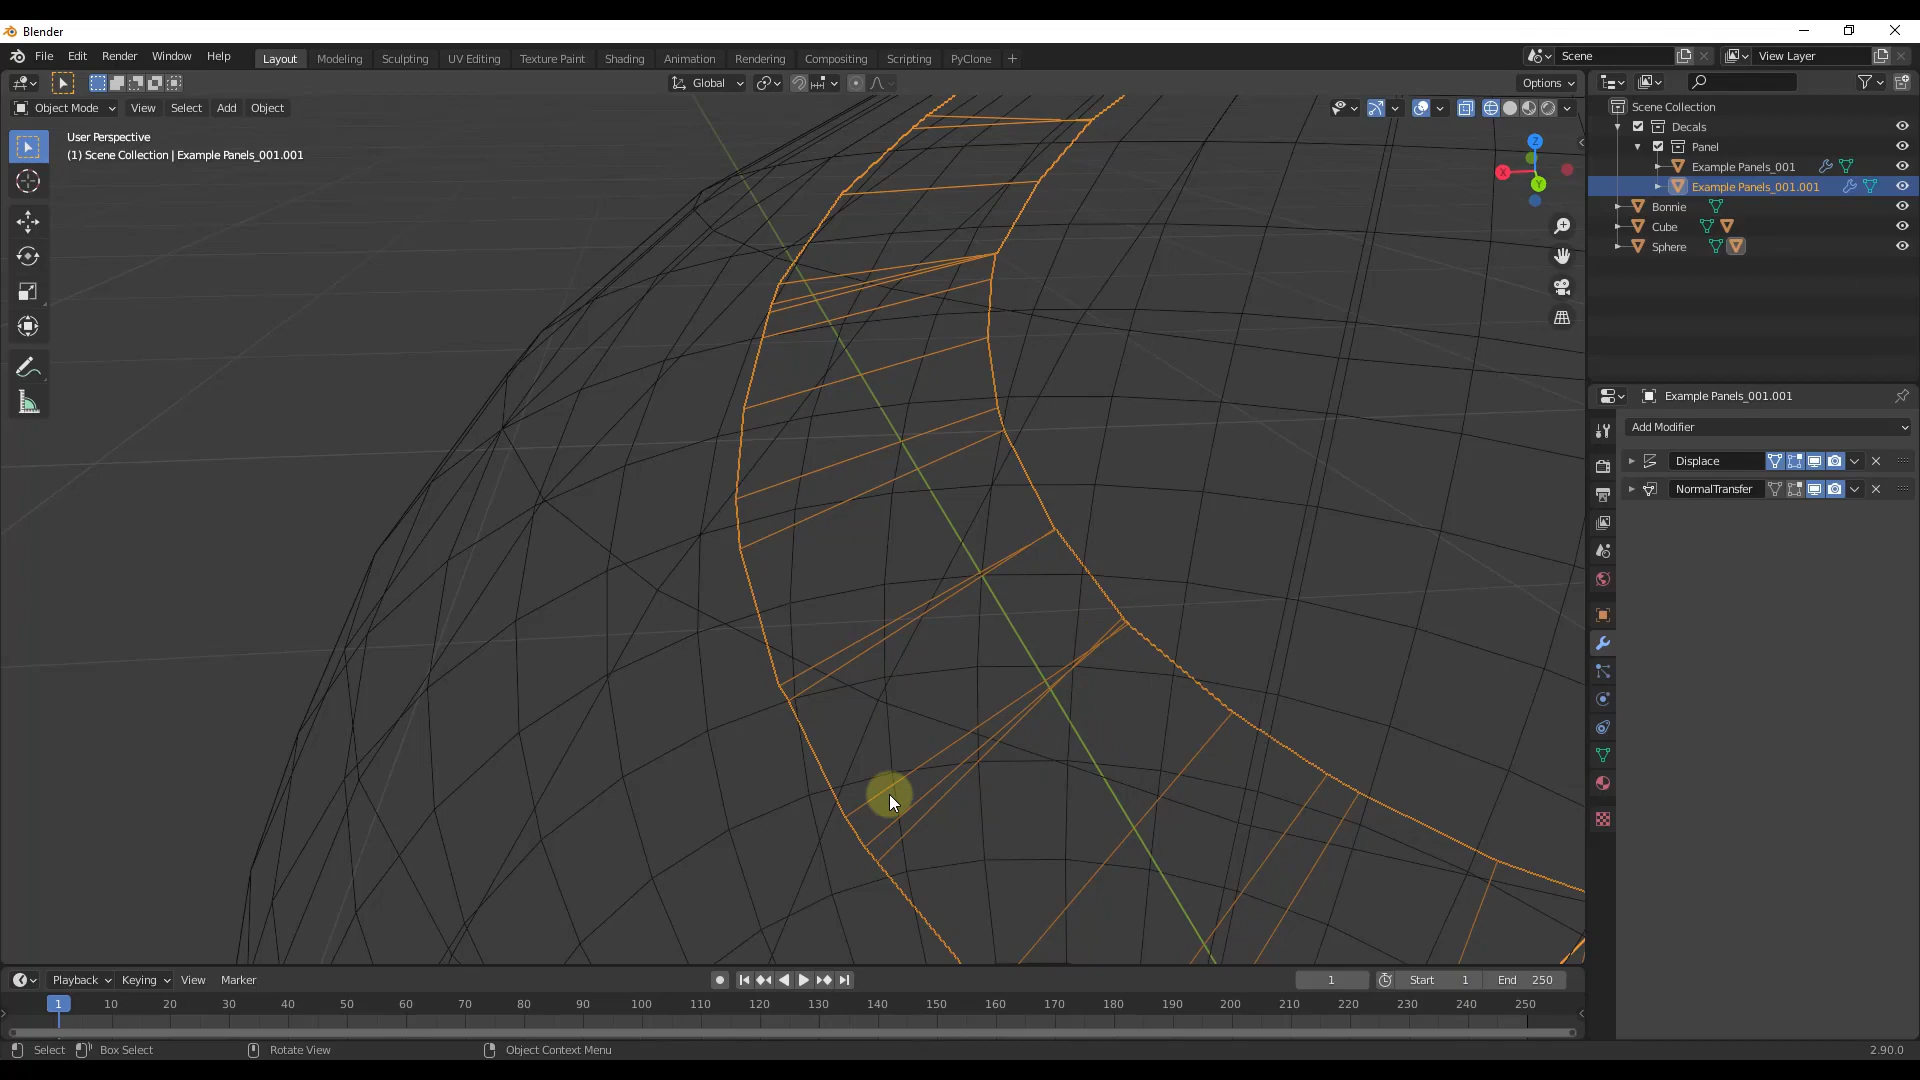 Blender
File Edit Render Window Help
Layout Modeling Sculpting UV Editing Texture Paint Shading Animation Rendering Compositing Scripting PyClone +
Scene
View Layer
Global
Options
Object Mode View Select Add Object
User Perspective
(1) Scene Collection | Example Panels_001.001
Z
X
Y
Scene Collection
Decals
Panel
Example Panels_001
Example Panels_001.001
Bonnie
Cube
Sphere
Example Panels_001.001
Add Modifier
Displace
NormalTransfer
Playback Keying View Marker
1
Start 1
End 250
1 10 20 30 40 50 60 70 80 90 100 110 120 130 140 150 160 170 180 190 200 210 220 230 240 250
Select Box Select Rotate View Object Context Menu
2.90.0